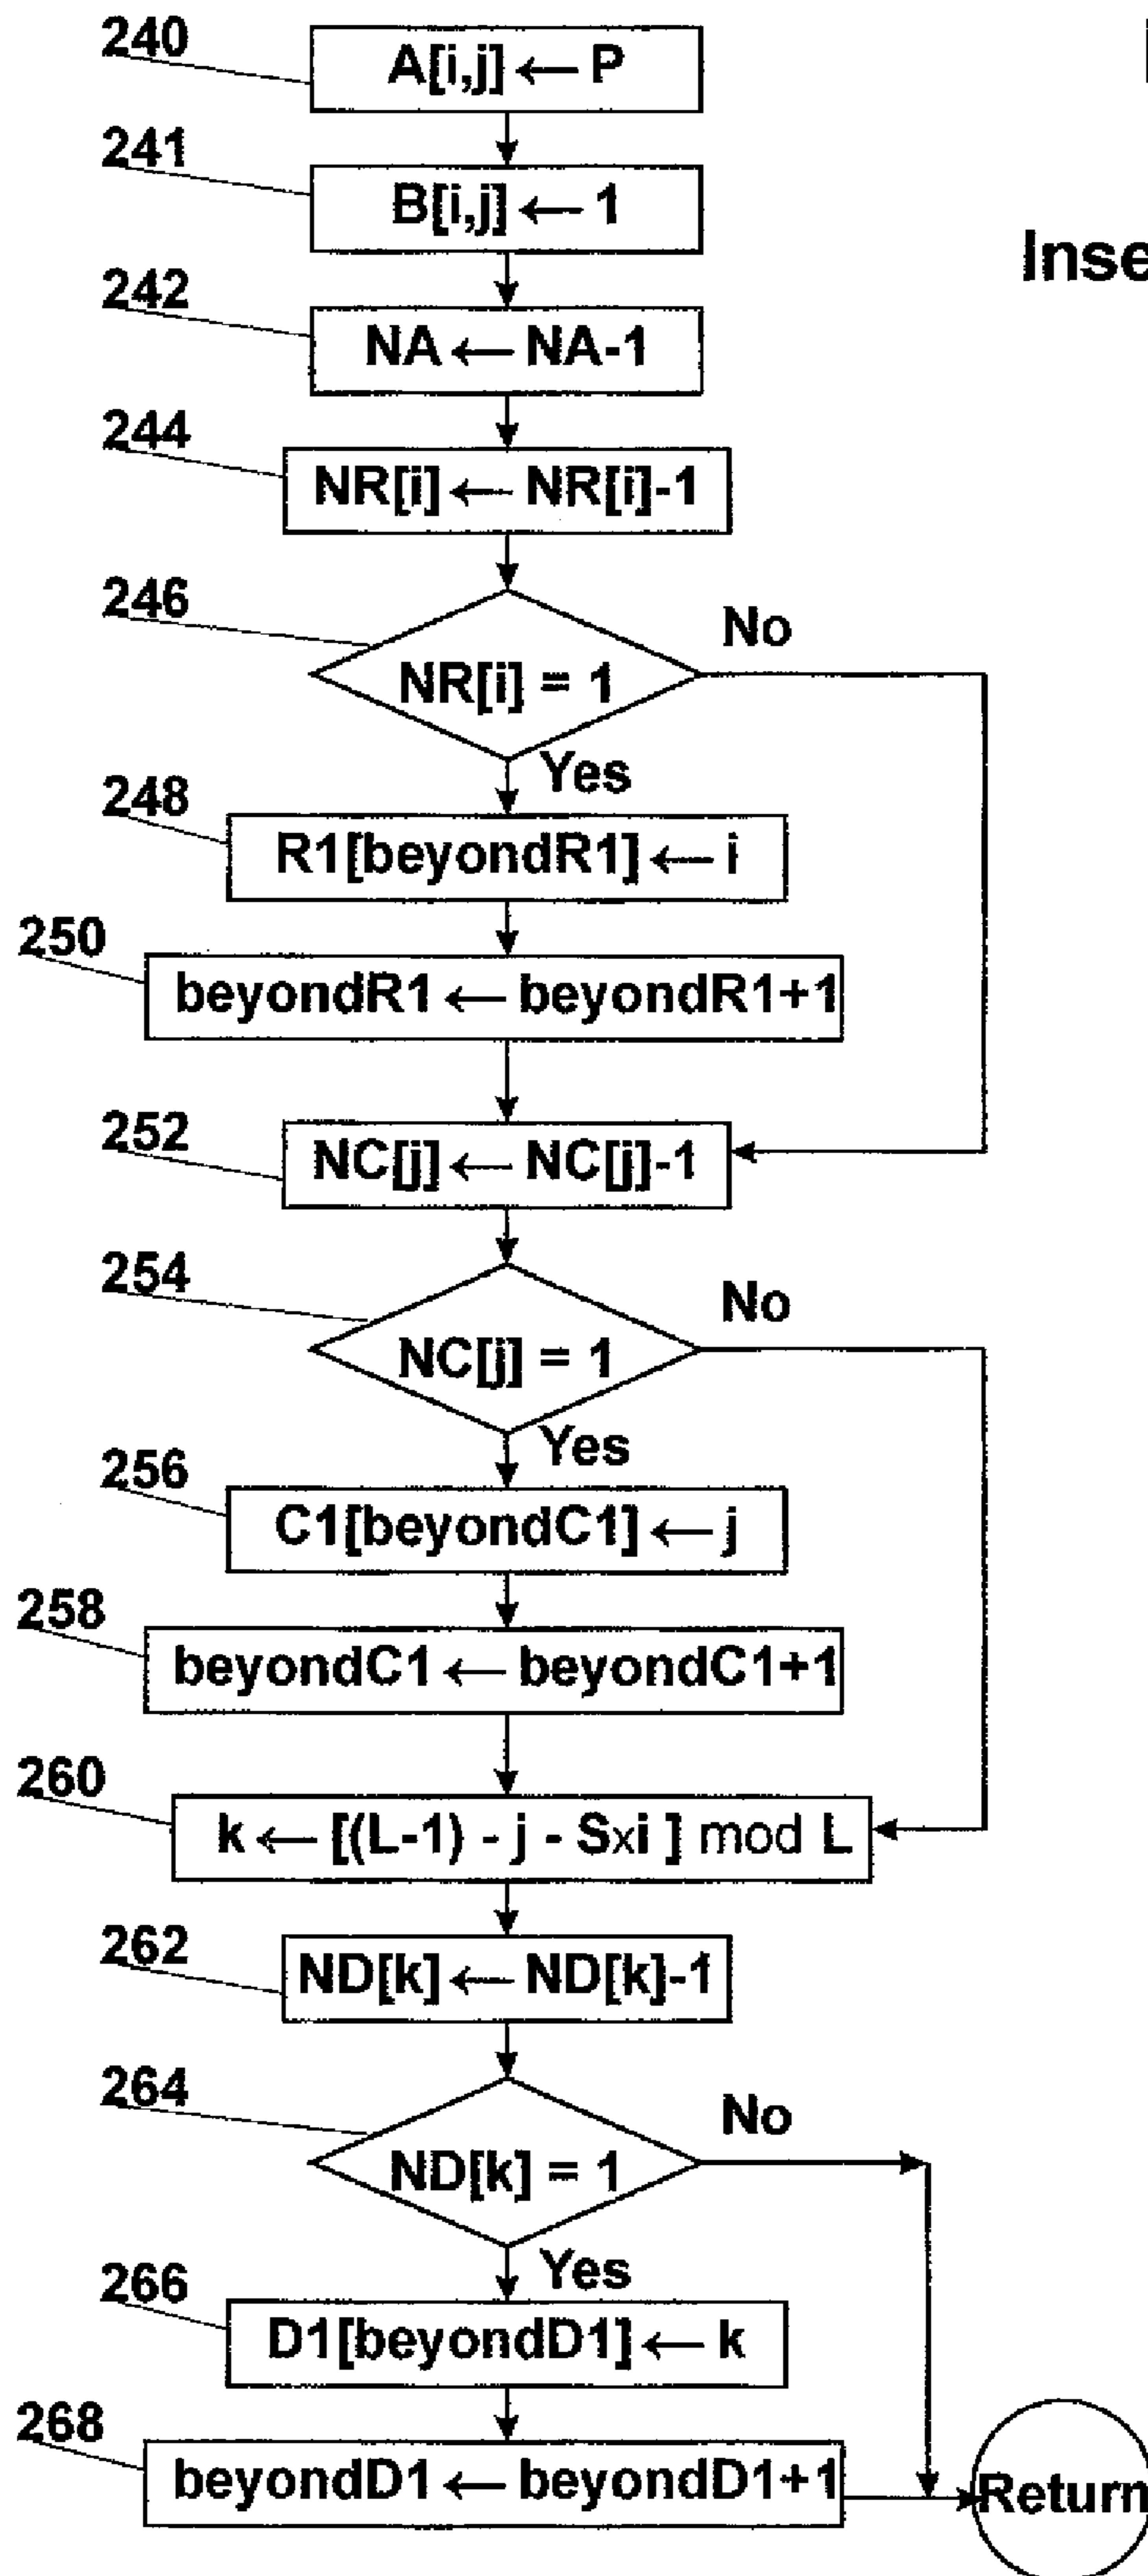 240
A[i,j] ← P
241
B[i,j] ← 1
Inse
242
NA ← NA-1
244
NR[i] ← NR[i]-1
246
No
NR[i] = 1
Yes
248
R1[beyondR1] ← i
250
beyondR1 ← beyondR1+1
252
NC[j] ← NC[j]-1
254
No
NC[j] = 1
Yes
256
C1[beyondC1] ← j
258
beyondC1 ← beyondC1+1
260
k ← [(L-1) - j - Sxi ] mod L
262
ND[k] ← ND[k]-1
264
No
ND[k] = 1
Yes
266
D1[beyondD1] ← k
268
beyondD1 ← beyondD1+1
Return